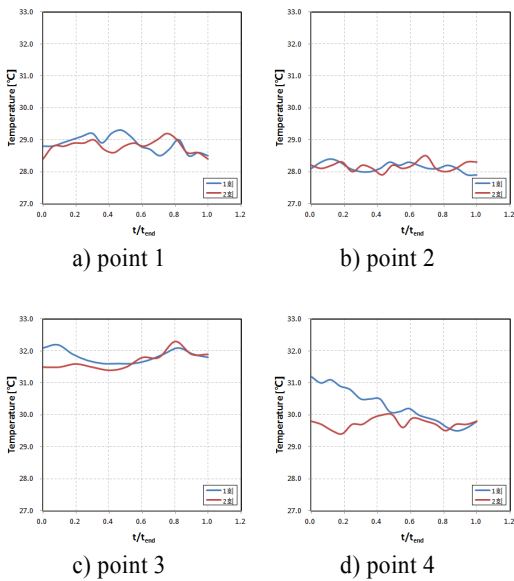 33.0
32.0
31.0
30.0
29.0
28.0
27.0
Temperature [℃]
0.0 0.2 0.4 0.6 0.8 1.0 1.2
t/tend
1회
2회
a) point 1
33.0
32.0
31.0
30.0
29.0
28.0
27.0
Temperature [℃]
0.0 0.2 0.4 0.6 0.8 1.0 1.2
t/tend
1회
2회
b) point 2
33.0
32.0
31.0
30.0
29.0
28.0
27.0
Temperature [℃]
0.0 0.2 0.4 0.6 0.8 1.0 1.2
t/tend
1회
2회
c) point 3
33.0
32.0
31.0
30.0
29.0
28.0
27.0
Temperature [℃]
0.0 0.2 0.4 0.6 0.8 1.0 1.2
t/tend
1회
2회
d) point 4